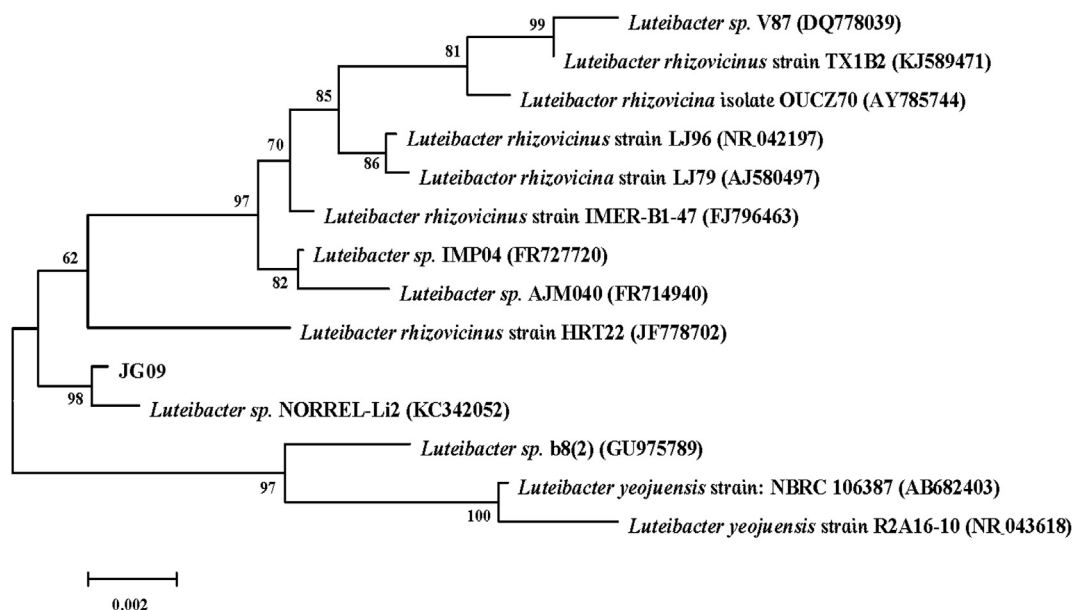 99
Luteibacter sp. V87 (DQ778039)
81
Luteibacter rhizovicinus strain TX1B2 (KJ589471)
85
Luteibactor rhizovicina isolate OUCZ70 (AY785744)
70
Luteibacter rhizovicinus strain LJ96 (NR_042197)
86
Luteibactor rhizovicina strain LJ79 (AJ580497)
97
Luteibacter rhizovicinus strain IMER-B1-47 (FJ796463)
62
Luteibacter sp. IMP04 (FR727720)
82
Luteibacter sp. AJM040 (FR714940)
Luteibacter rhizovicinus strain HRT22 (JF778702)
JG09
98
Luteibacter sp. NORREL-Li2 (KC342052)
Luteibacter sp. b8(2) (GU975789)
97
Luteibacter yeojuensis strain: NBRC 106387 (AB682403)
100
Luteibacter yeojuensis strain R2A16-10 (NR_043618)
0.002